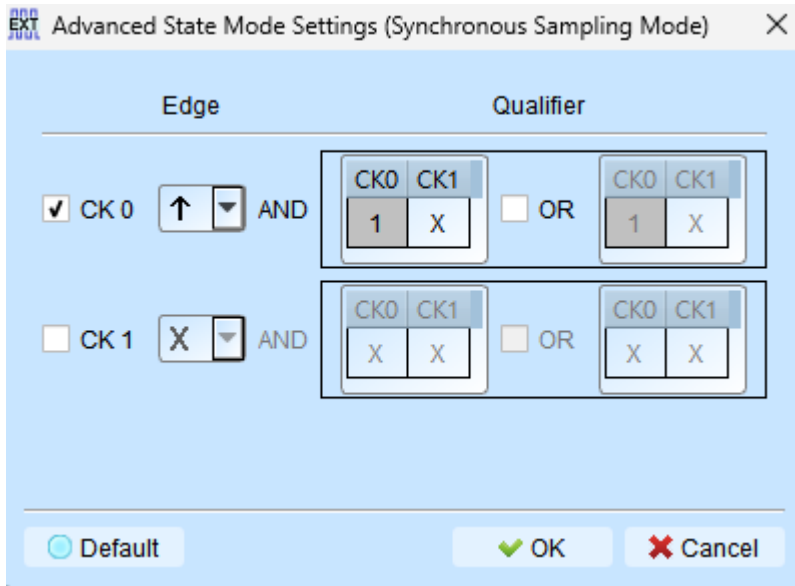 EXT Advanced State Mode Settings (Synchronous Sampling Mode)
Edge Qualifier
CK 0 ↑ AND CK0 CK1 OR CK0 CK1
1 X 1 X
CK 1 X AND CK0 CK1 OR CK0 CK1
X X X X
Default OK Cancel